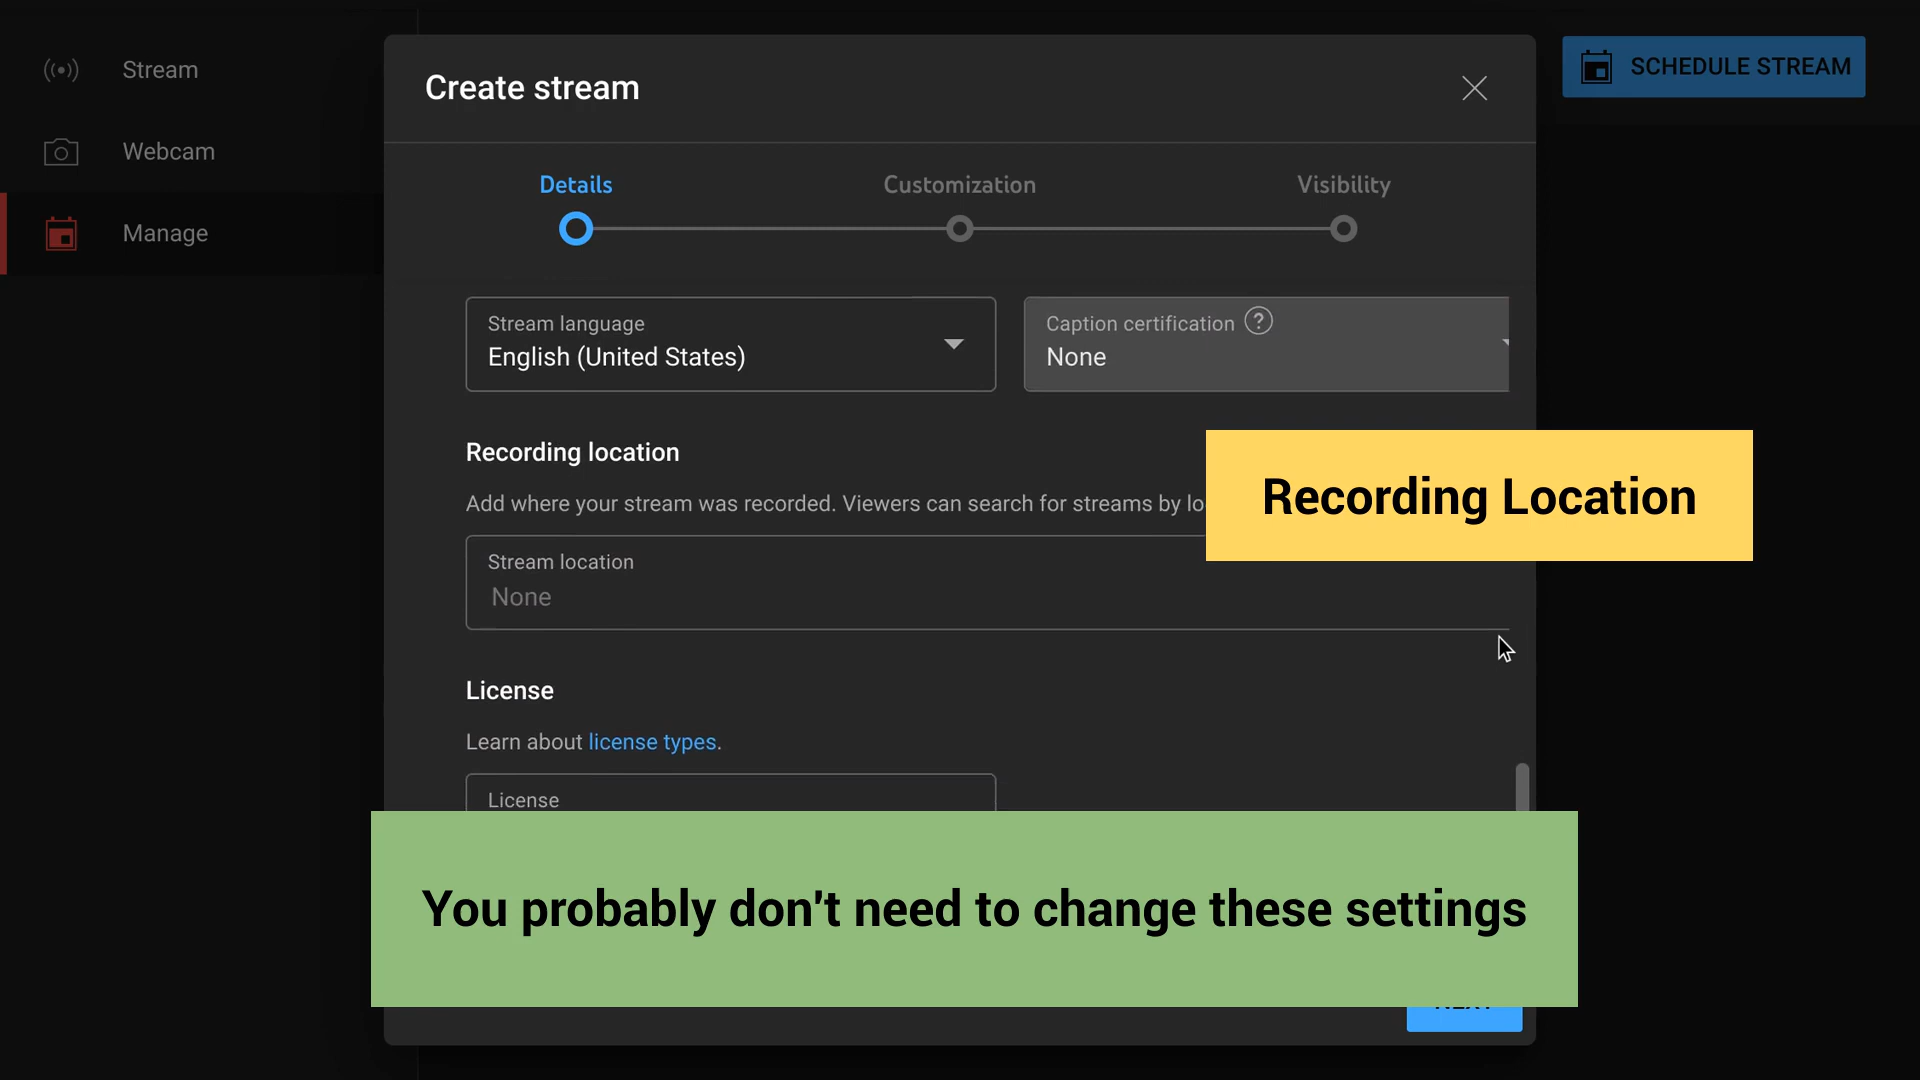 Stream
Webcam
Manage
Create stream
SCHEDULE STREAM
Details
Customization
Visibility
Stream language
English (United States)
Caption certification ?
None
Recording location
Add where your stream was recorded. Viewers can search for streams by
Recording Location
Stream location
None
License
Learn about license types.
License
You probably don't need to change these settings